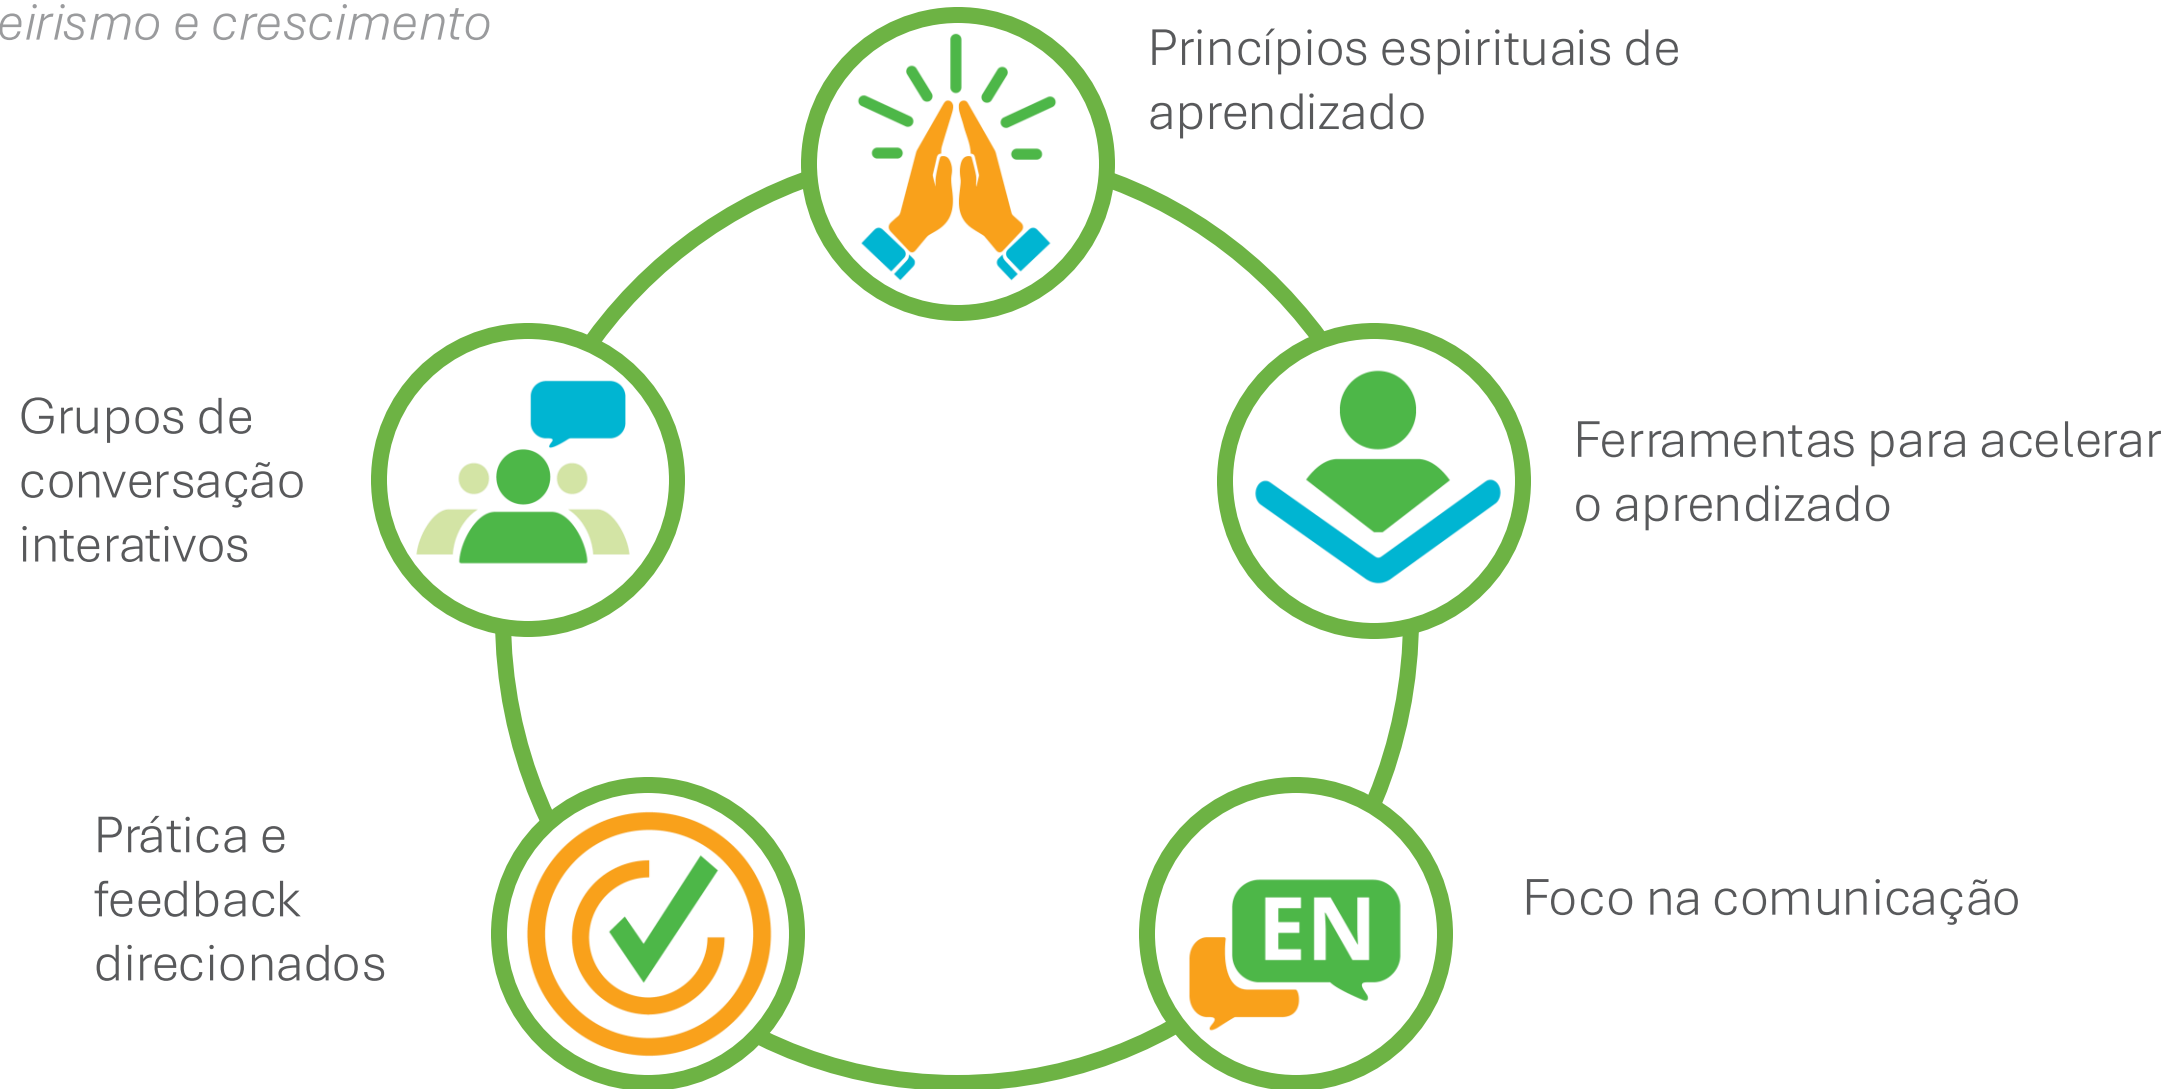 e crescimento
Princípios espirituais de
aprendizado
Grupos de
conversação
interativos
Ferramentas para acelerar
o aprendizado
Prática e
feedback
direcionados
EN
Foco na comunicação